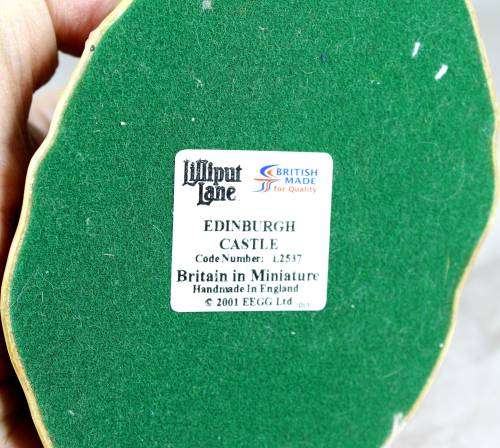 Lilliput
Lane
BRITISH
MADE
for Quality
EDINBURGH
CASTLE
Code Number: L2537
Britain in Miniature
Handmade In England
© 2001 EEGG Ltd